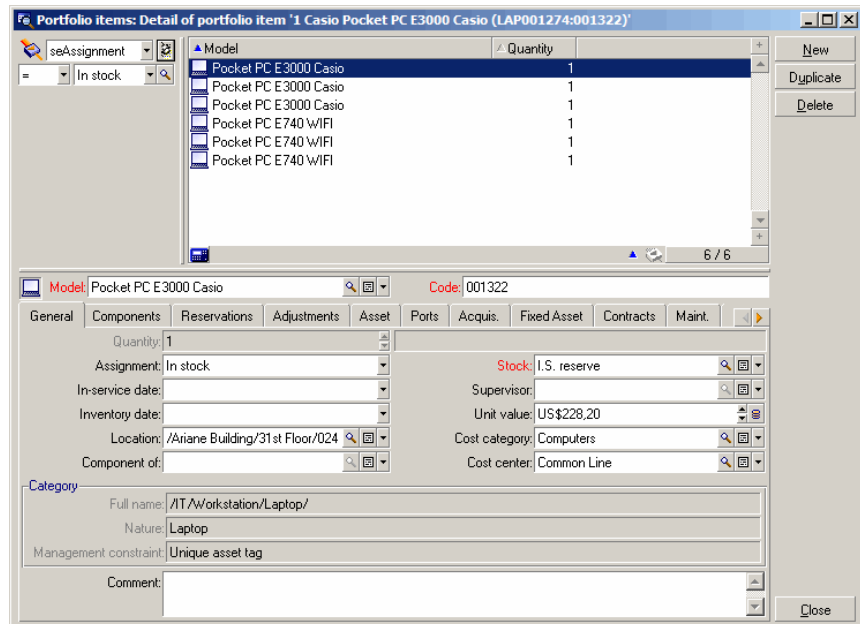 Portfolio items: Detail of portfolio item '1 Casio Pocket PC E3000 Casio (LAP001274:001322)'
seAssignment
= In stock
Model Quantity
Pocket PC E3000 Casio 1
Pocket PC E3000 Casio 1
Pocket PC E3000 Casio 1
Pocket PC E740 WIFI 1
Pocket PC E740 WIFI 1
Pocket PC E740 WIFI 1
6 / 6
New
Duplicate
Delete
Model: Pocket PC E3000 Casio Code: 001322
General Components Reservations Adjustments Asset Ports Acquis. Fixed Asset Contracts Maint.
Quantity: 1
Assignment: In stock Stock: I.S. reserve
In-service date: Supervisor:
Inventory date: Unit value: US$228,20
Location: /Ariane Building/31st Floor/024 Cost category: Computers
Component of: Cost center: Common Line
Category
Full name: /IT/Workstation/Laptop/
Nature: Laptop
Management constraint: Unique asset tag
Comment:
Close